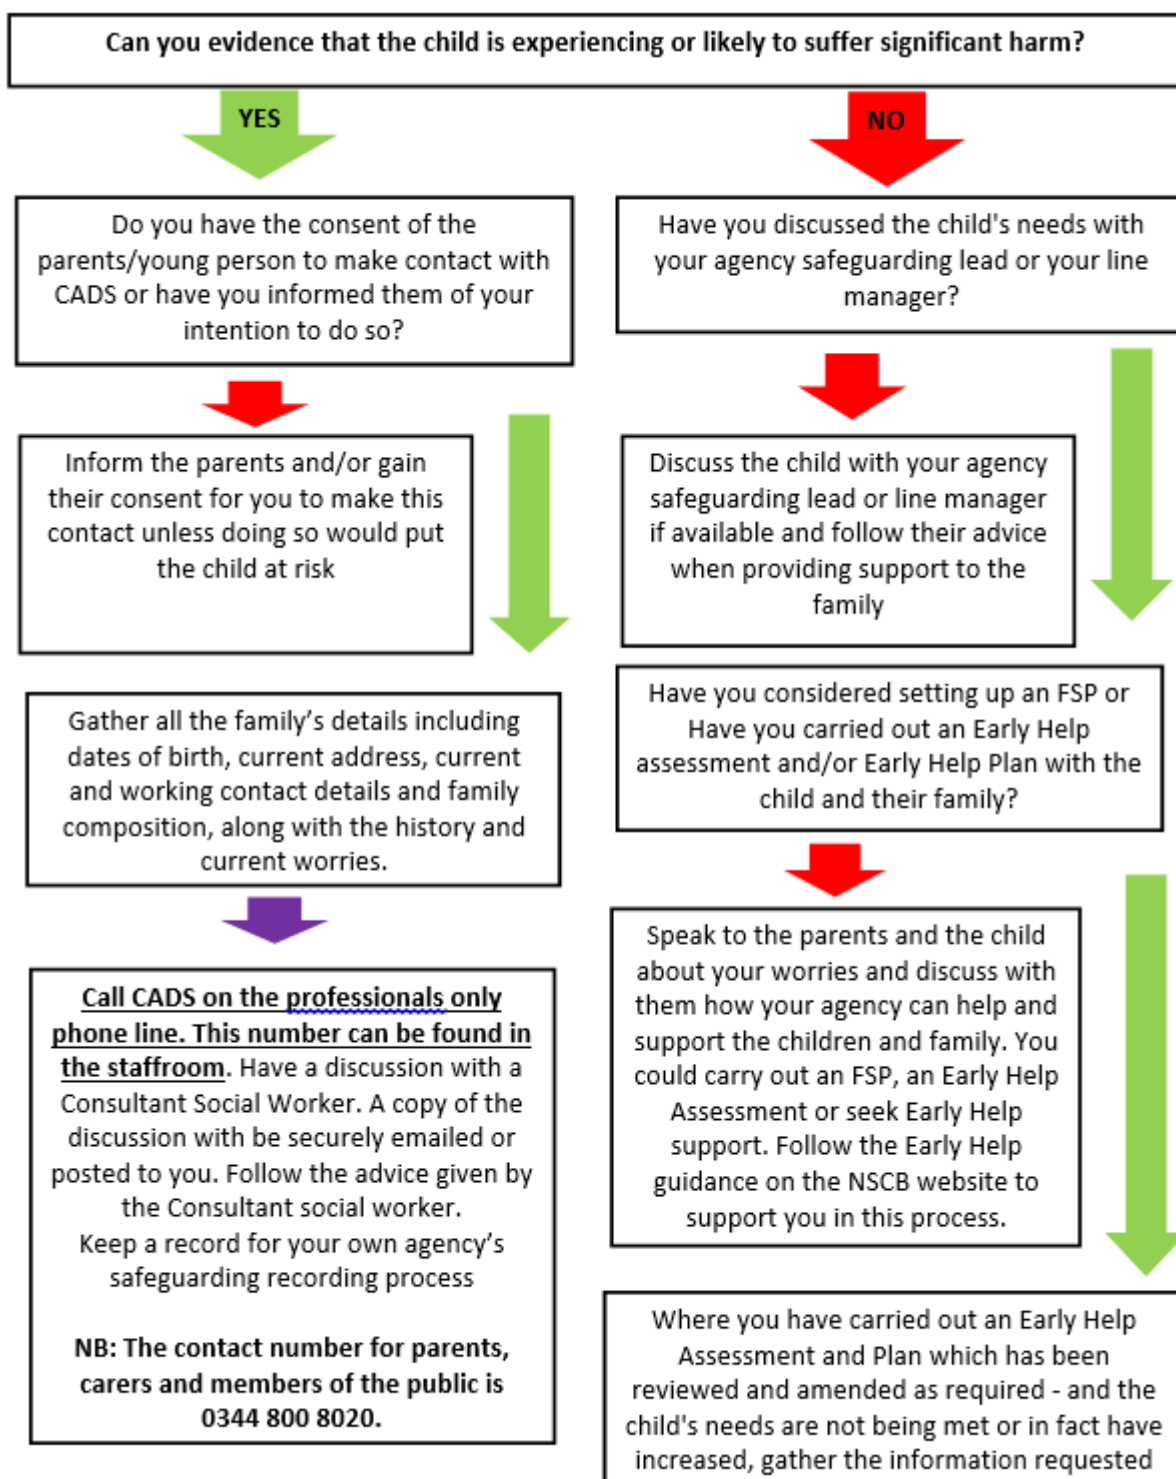 Can you evidence that the child is experiencing or likely to suffer significant harm?
YES
NO
Do you have the consent of the
parents/young person to make contact with
CADS or have you informed them of your
intention to do so?
Have you discussed the child's needs with
your agency safeguarding lead or your line
manager?
Inform the parents and/or gain
their consent for you to make this
contact unless doing so would put
the child at risk
Discuss the child with your agency
safeguarding lead or line manager
if available and follow their advice
when providing support to the
family
Gather all the family’s details including
dates of birth, current address, current
and working contact details and family
composition, along with the history and
current worries.
Have you considered setting up an FSP or
Have you carried out an Early Help
assessment and/or Early Help Plan with the
child and their family?
Call CADS on the professionals only
phone line. This number can be found in
the staffroom. Have a discussion with a
Consultant Social Worker. A copy of the
discussion with be securely emailed or
posted to you. Follow the advice given by
the Consultant social worker.
Keep a record for your own agency’s
safeguarding recording process
NB: The contact number for parents,
carers and members of the public is
0344 800 8020.
Speak to the parents and the child
about your worries and discuss with
them how your agency can help and
support the children and family. You
could carry out an FSP, an Early Help
Assessment or seek Early Help
support. Follow the Early Help
guidance on the NSCB website to
support you in this process.
Where you have carried out an Early Help
Assessment and Plan which has been
reviewed and amended as required - and the
child's needs are not being met or in fact have
increased, gather the information requested